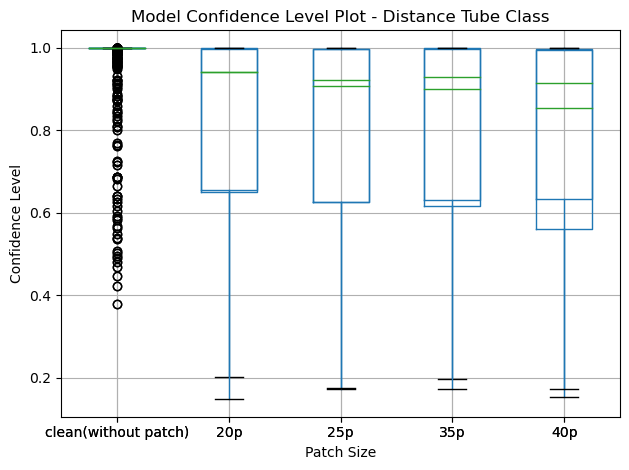 Model Confidence Level Plot - Distance Tube Class
Confidence Level
1.0
0.8
0.6
0.4
0.2
clean(without patch) 20p 25p 35p 40p
Patch Size